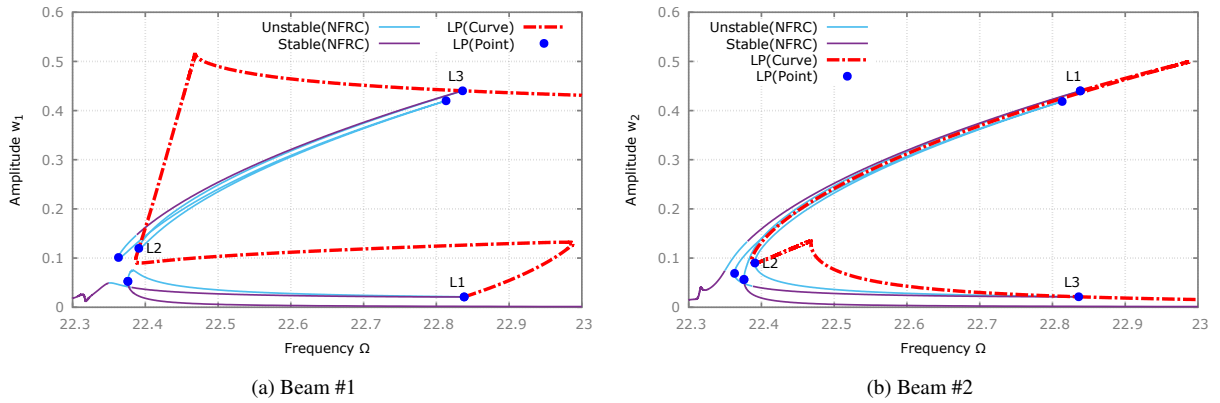 Unstable(NFRC)
Stable(NFRC)
LP(Curve)
LP(Point)
L3
L2
L1
Amplitude w1
0.6
0.5
0.4
0.3
0.2
0.1
0
22.3 22.4 22.5 22.6 22.7 22.8 22.9 23
Frequency Ω
(a) Beam #1
Unstable(NFRC)
Stable(NFRC)
LP(Curve)
LP(Point)
L1
L2
L3
Amplitude w2
0.6
0.5
0.4
0.3
0.2
0.1
0
22.3 22.4 22.5 22.6 22.7 22.8 22.9 23
Frequency Ω
(b) Beam #2